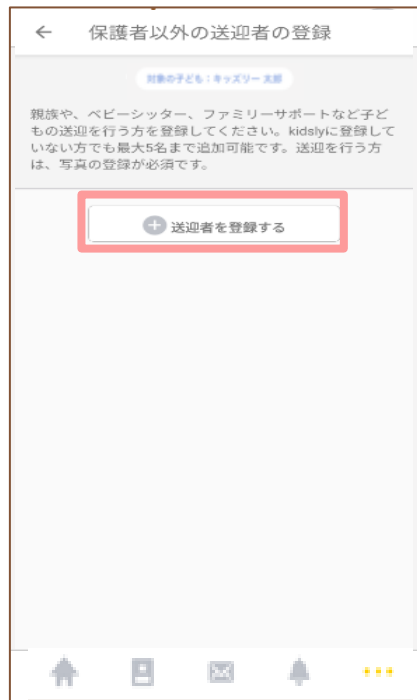 保護者以外の送迎者の登録
対象の子ども：キッズリー 太郎
親族や、ベビーシッター、ファミリーサポートなど子ど
もの送迎を行う方を登録してください。kidslyに登録して
いない方でも最大5名まで追加可能です。送迎を行う方
は、写真の登録が必須です。
送迎者を登録する